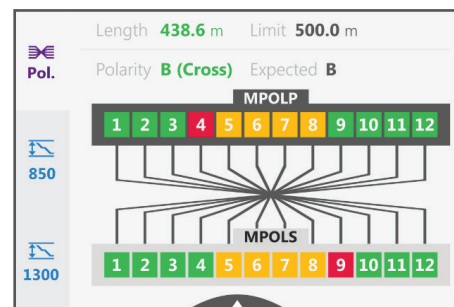 Length 438.6 m Limit 500.0 m
Pol.
Polarity B (Cross) Expected B
MPOLP
1 2 3 4 5 6 7 8 9 10 11 12
850
MPOLS
1300
1 2 3 4 5 6 7 8 9 10 11 12